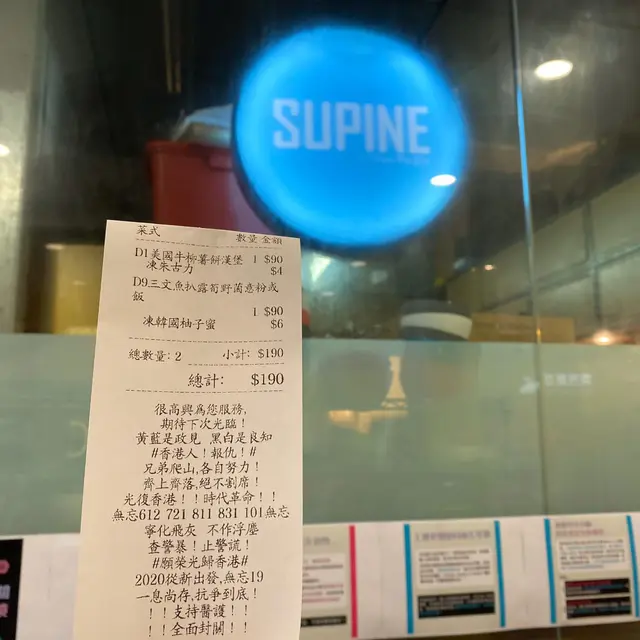 SUPINE
菜式 數量 金額
D1美國牛柳薯餅漢堡 1 $90
凍朱古力 $4
D9三文魚扒露荀野菌意粉或
飯
1 $90
凍韓國柚子蜜 $6
總數量: 2 小計: $190
總計: $190
很高興為您服務,
期待下次光臨!
黃藍是政見 黑白是良知
#香港人!報仇!#
兄弟爬山,各自努力!
齊上齊落,絕不割席!
光復香港!!時代革命!!
無忘612 721 811 831 101無忘
寧化飛灰 不作浮塵
查警暴!止警謊!
#願榮光歸香港#
2020從新出發,無忘19
一息尚存,抗爭到底!
!!支持醫護!!
!!全面封關!!